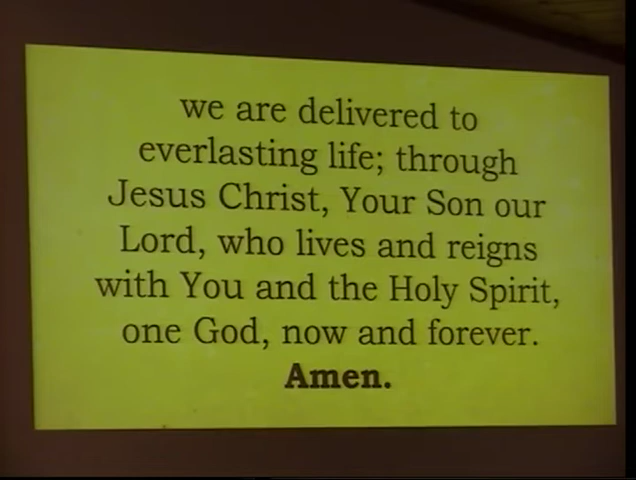 we are delivered to
everlasting life; through
Jesus Christ, Your Son our
Lord, who lives and reigns
with You and the Holy Spirit,
one God, now and forever.
Amen.